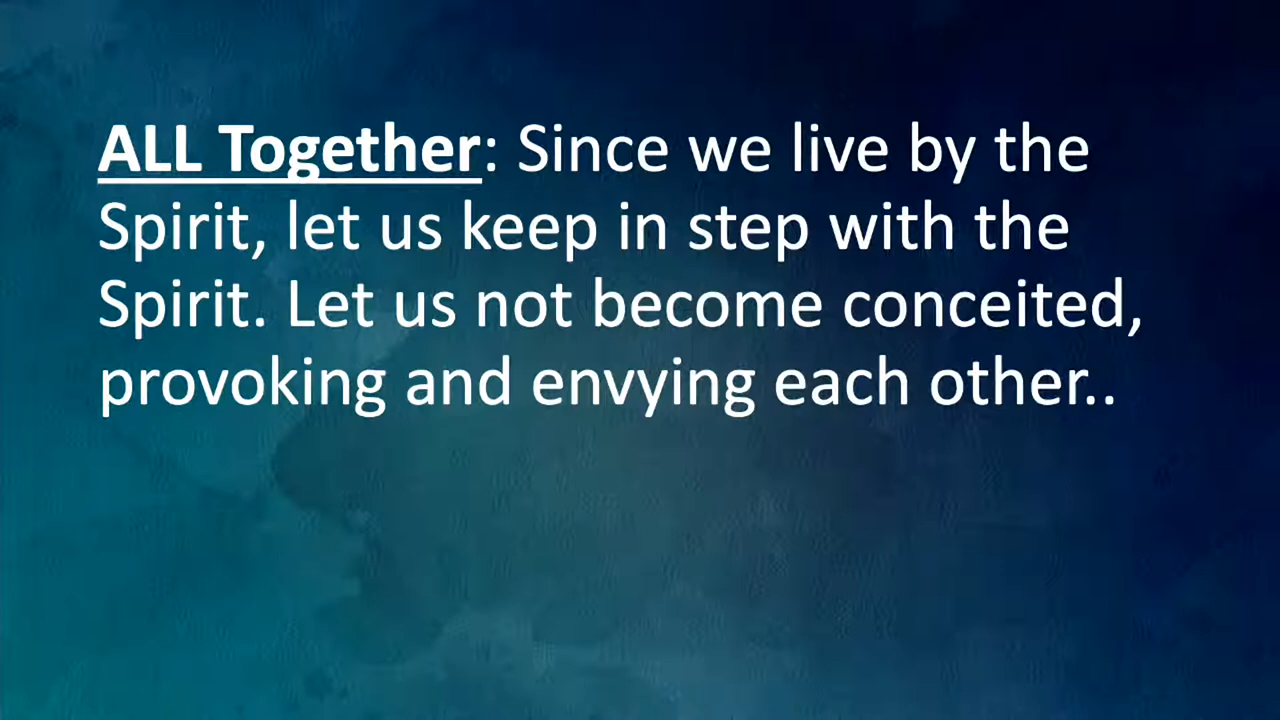 ALL Together: Since we live by the
Spirit, let us keep in step with the
Spirit. Let us not become conceited,
provoking and envying each other..